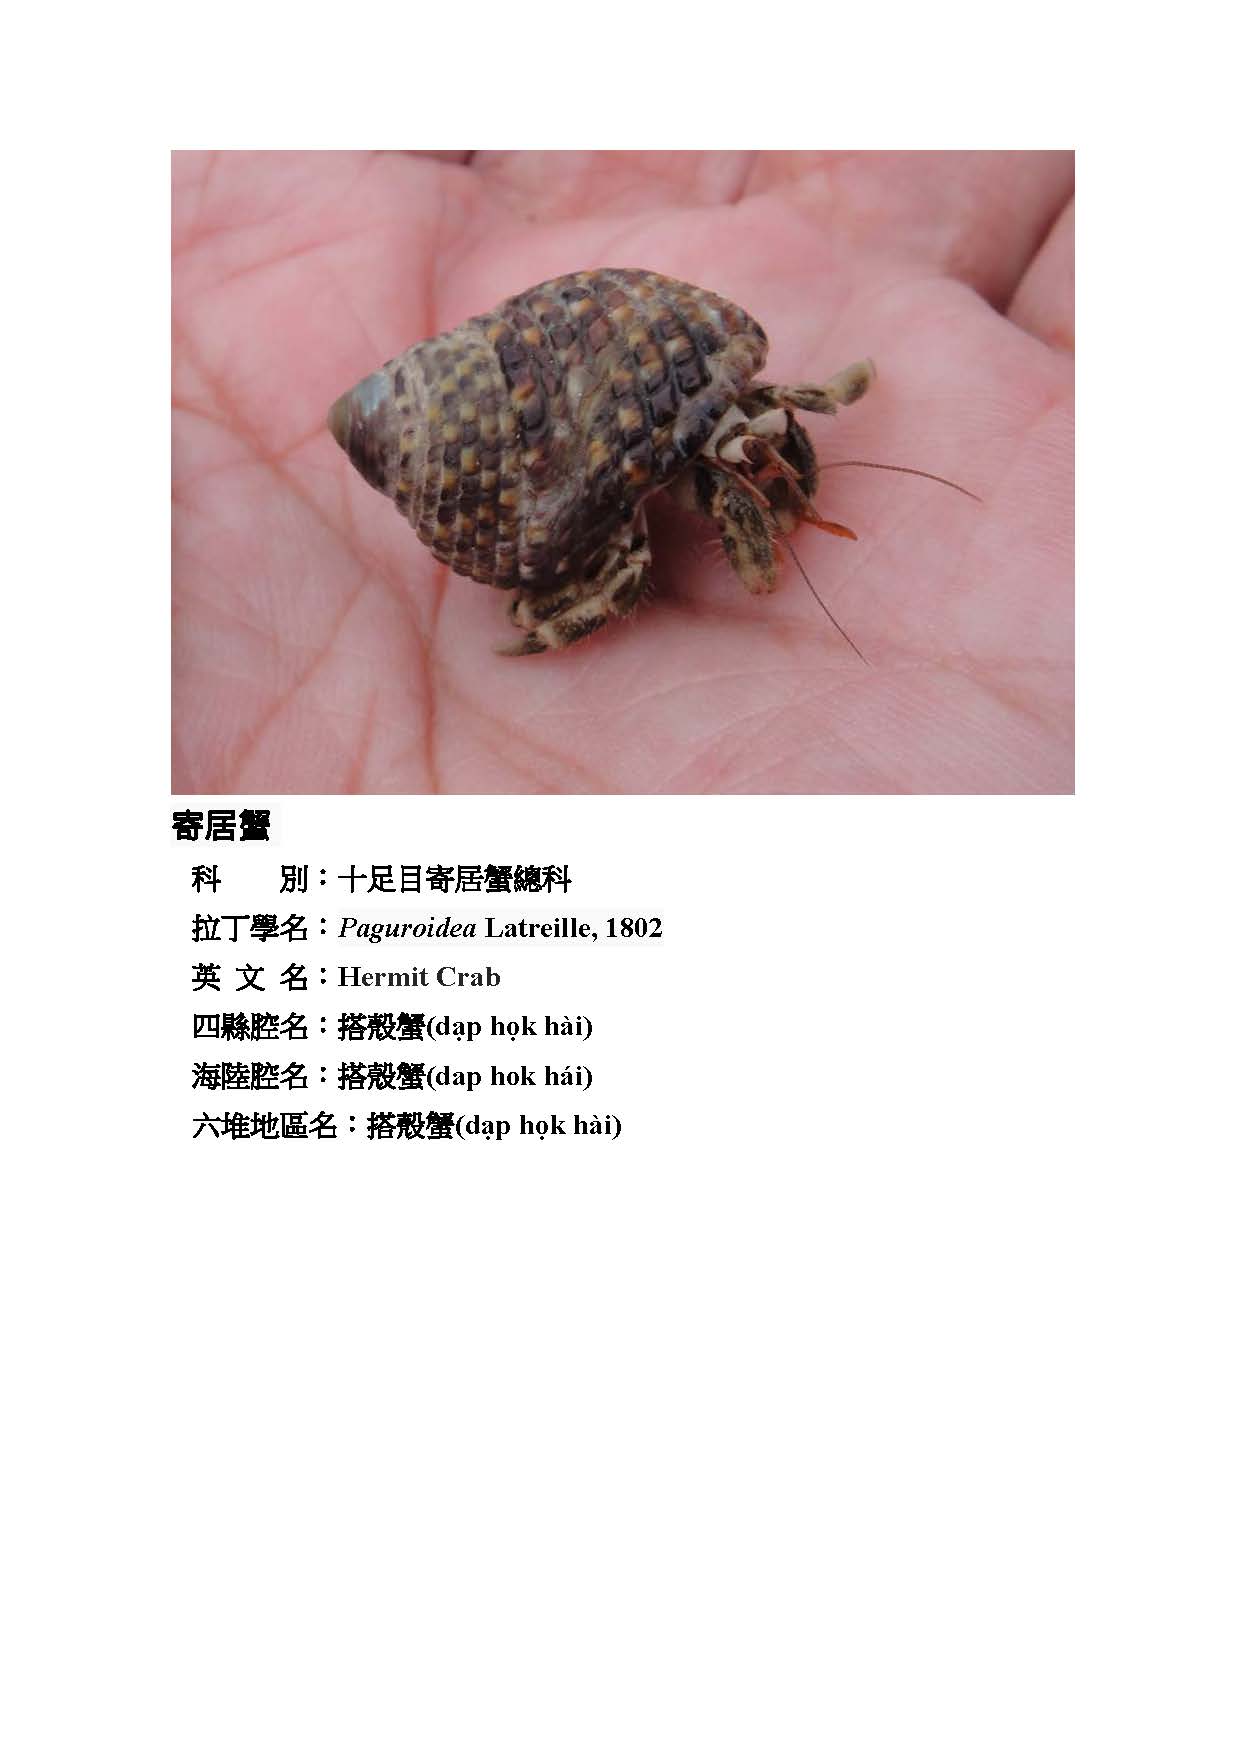 寄居蟹
科　　別：十足目寄居蟹總科
拉丁學名：Paguroidea Latreille, 1802
英 文 名：Hermit Crab
四縣腔名：搭殼蟹(dạp họk hài)
海陸腔名：搭殼蟹(dap hok hái)
六堆地區名：搭殼蟹(dạp họk hài)